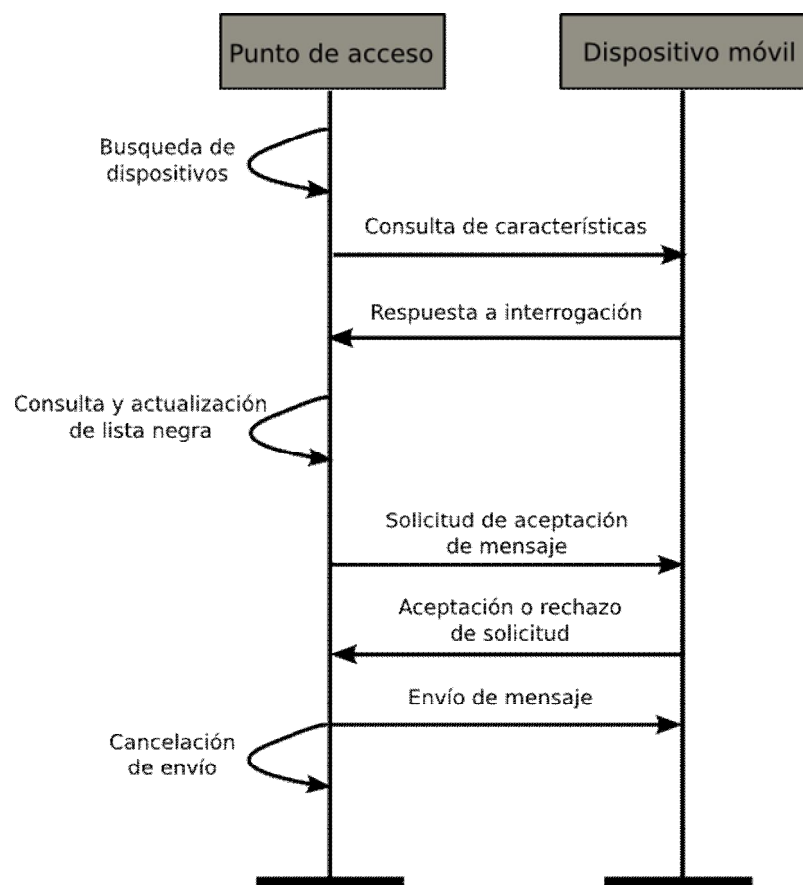 Punto de acceso
Dispositivo móvil
Busqueda de
dispositivos
Consulta de característícas
Respuesta a interrogación
Consulta y actualización
de lista negra
Solicitud de aceptación
de mensaje
Aceptación o rechazo
de solicitud
Envío de mensaje
Cancelación
de envío